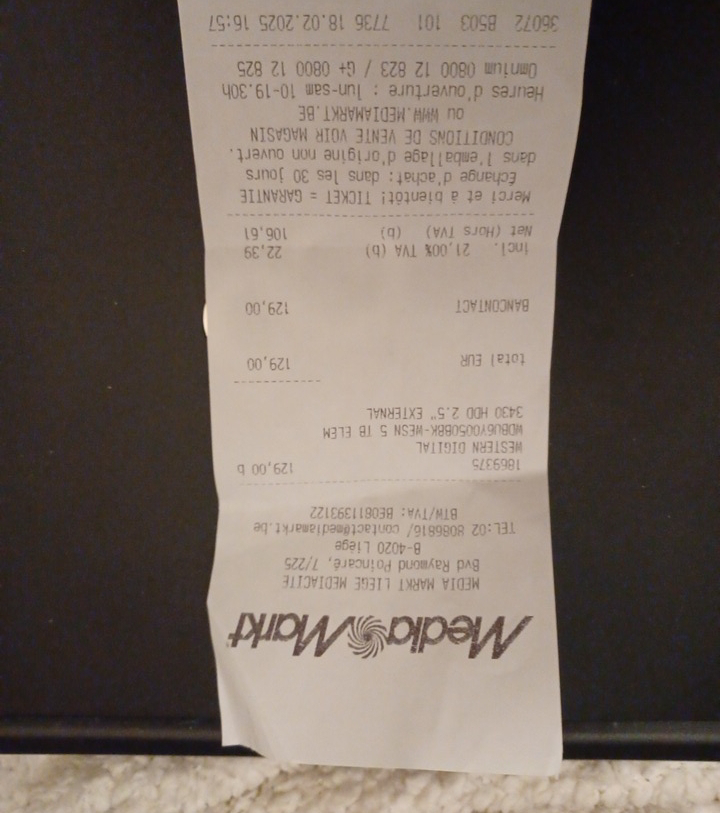 Media Markt
MEDIA MARKT LIEGE MEDIACITE
Bvd Raymond Poincaré, 7/225
B-4020 Liège
TEL:02 8086816/ contact@mediamarkt.be
BTW/TVA: BE0811393122
1869375 129,00 b
WESTERN DIGITAL
WDBU6Y0050BBK-WESN 5 TB ELEM
3430 HDD 2.5" EXTERNAL
total EUR 129,00
BANCONTACT 129,00
incl. 21,00% TVA (b) 22,39
Net (Hors TVA) (b) 106,61
Merci et à bientôt! TICKET = GARANTIE
Echange d'achat: dans les 30 jours
dans l'emballage d'origine non ouvert.
CONDITIONS DE VENTE VOIR MAGASIN
ou WWW.MEDIAMARKT.BE
Heures d'ouverture : lun-sam 10-19.30h
Omnium 0800 12 823 / G+ 0800 12 825
36072 B503 101 7736 18.02.2025 16:57